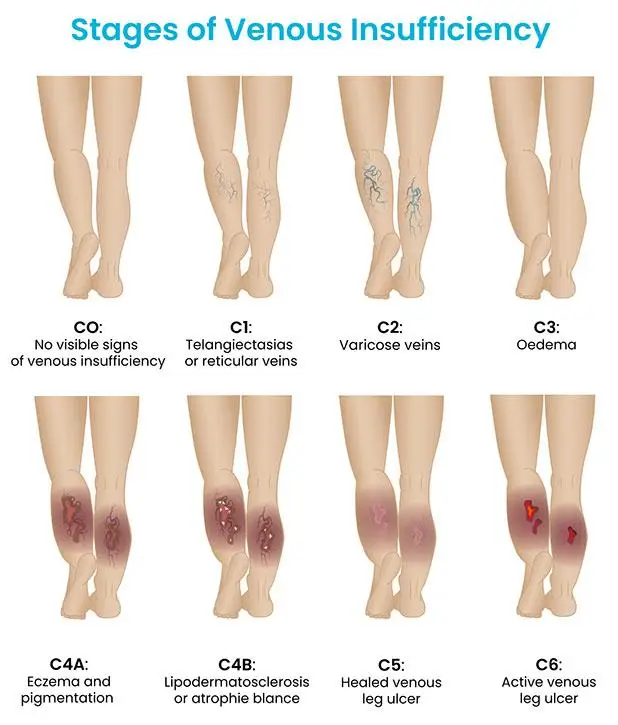 Stages of Venous Insufficiency
CO:
No visible signs
of venous insufficiency
C1:
Telangiectasias
or reticular veins
C2:
Varicose veins
C3:
Oedema
C4A:
Eczema and
pigmentation
C4B:
Lipodermatosclerosis
or atrophie blance
C5:
Healed venous
leg ulcer
C6:
Active venous
leg ulcer